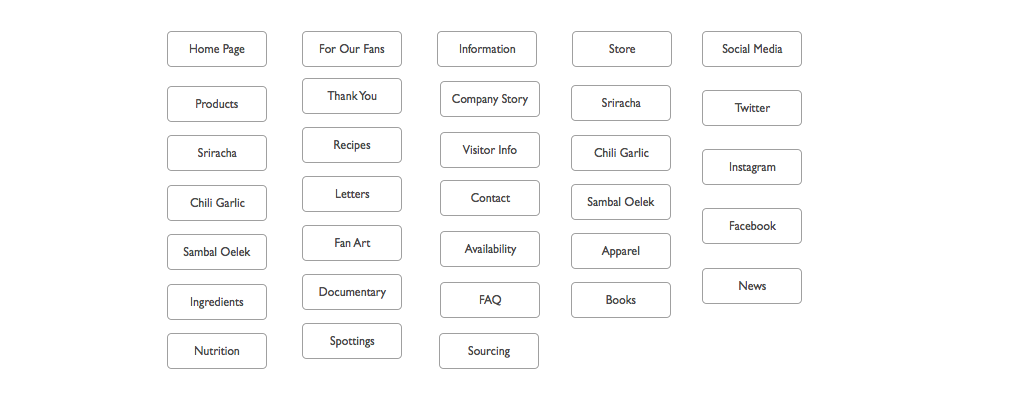 Home Page
Products
Sriracha
Chili Garlic
Sambal Oelek
Ingredients
Nutrition
For Our Fans
Thank You
Recipes
Letters
Fan Art
Documentary
Spottings
Information
Company Story
Visitor Info
Contact
Availability
FAQ
Sourcing
Store
Sriracha
Chili Garlic
Sambal Oelek
Apparel
Books
Social Media
Twitter
Instagram
Facebook
News